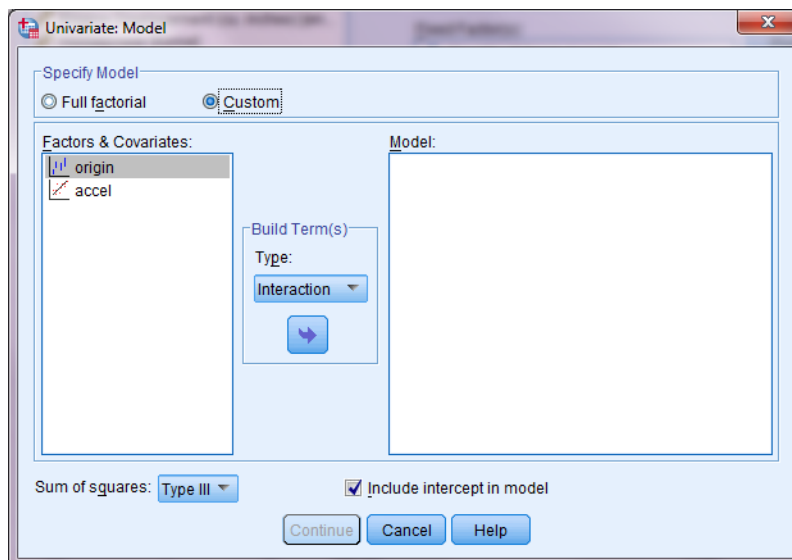 Univariate: Model
Specify Model
Full factorial
Custom
Factors & Covariates:
Model:
origin
accel
Build Term(s)
Type:
Interaction
Sum of squares:
Type III
Include intercept in model
Continue
Cancel
Help